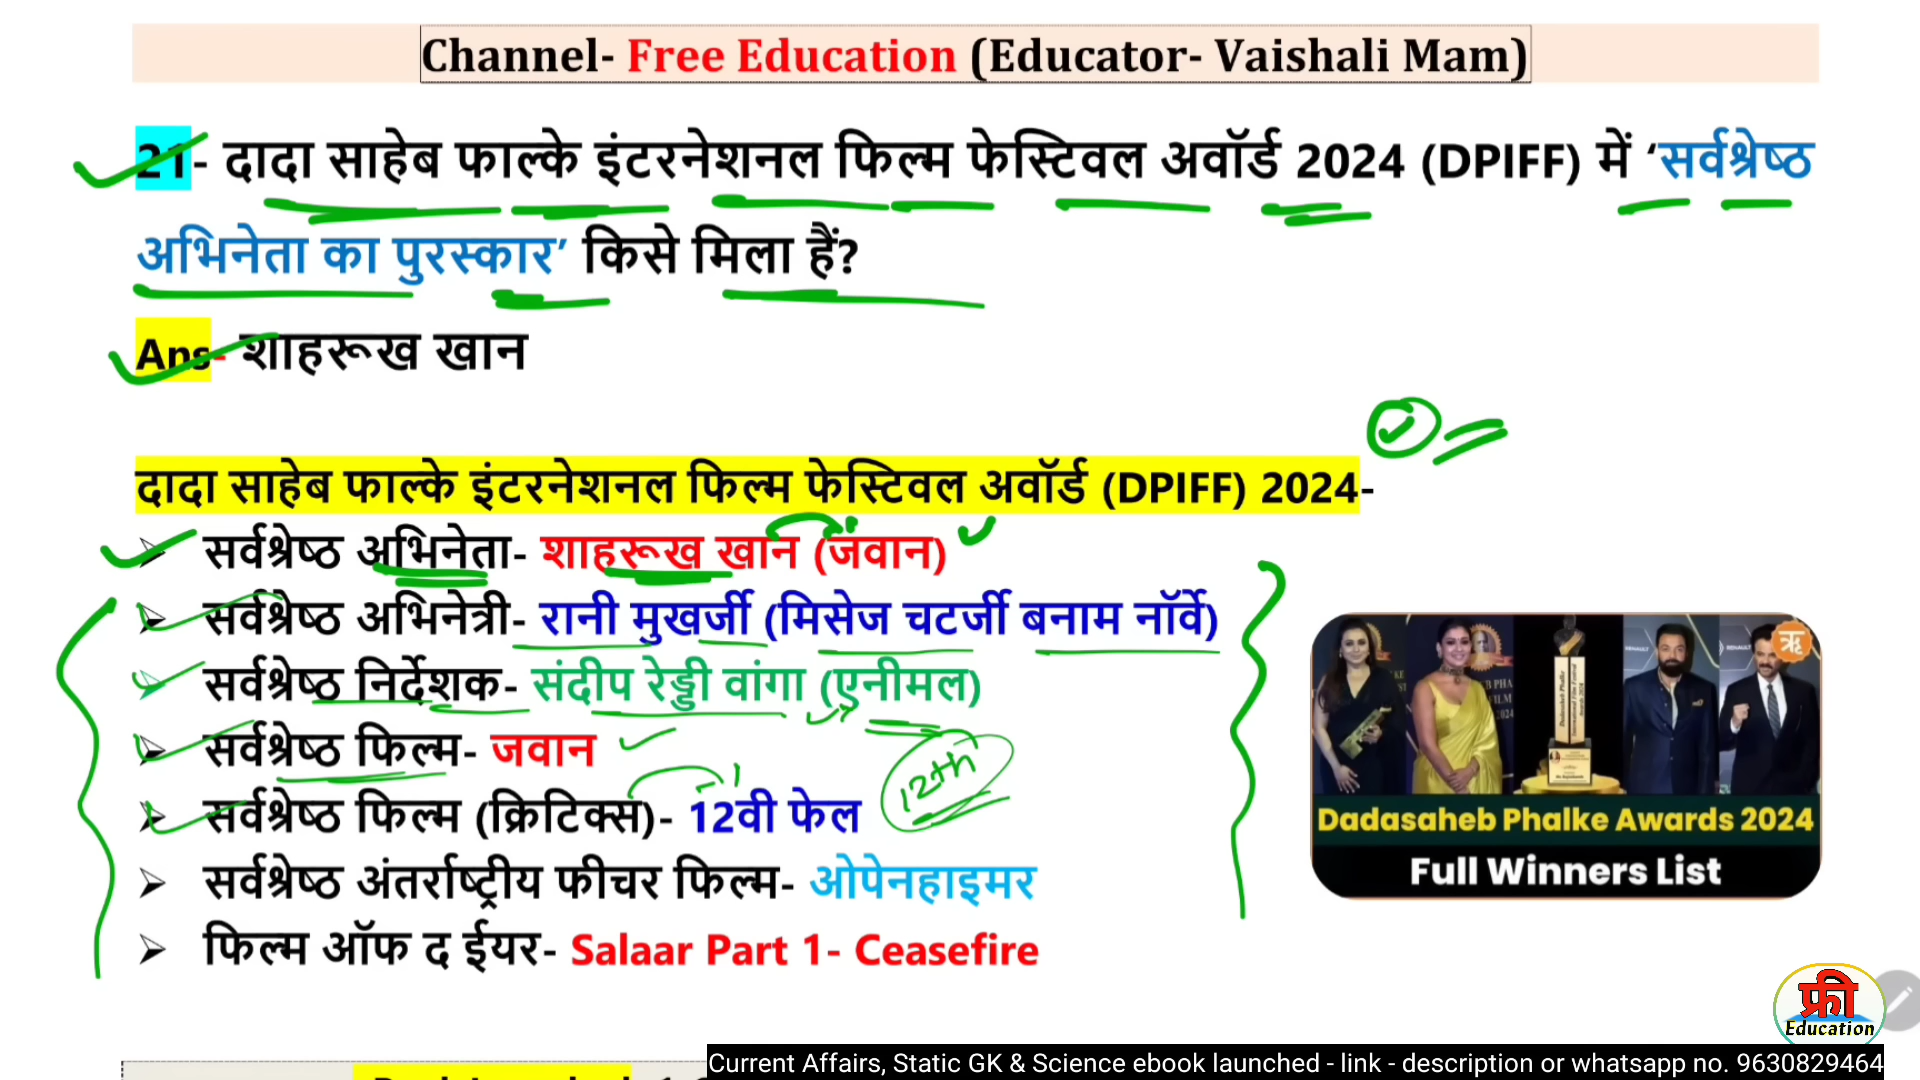 Channel- Free Education (Educator- Vaishali Mam)
21- दादा साहेब फाल्के इंटरनेशनल फिल्म फेस्टिवल अवॉर्ड 2024 (DPIFF) में ‘सर्वश्रेष्ठ
अभिनेता का पुरस्कार’ किसे मिला हैं?
Ans- शाहरूख खान
दादा साहेब फाल्के इंटरनेशनल फिल्म फेस्टिवल अवॉर्ड (DPIFF) 2024-
➢ सर्वश्रेष्ठ अभिनेता- शाहरूख खान (जवान)
➢ सर्वश्रेष्ठ अभिनेत्री- रानी मुखर्जी (मिसेज चटर्जी बनाम नॉर्वे)
➢ सर्वश्रेष्ठ निर्देशक- संदीप रेड्डी वांगा (एनीमल)
➢ सर्वश्रेष्ठ फिल्म- जवान
12th
➢ सर्वश्रेष्ठ फिल्म (क्रिटिक्स)- 12वी फेल
➢ सर्वश्रेष्ठ अंतर्राष्ट्रीय फीचर फिल्म- ओपेनहाइमर
➢ फिल्म ऑफ द ईयर- Salaar Part 1- Ceasefire
Dadasaheb Phalke Awards 2024
Full Winners List
फ्री
Education
Current Affairs, Static GK & Science ebook launched - link - description or whatsapp no. 9630829464